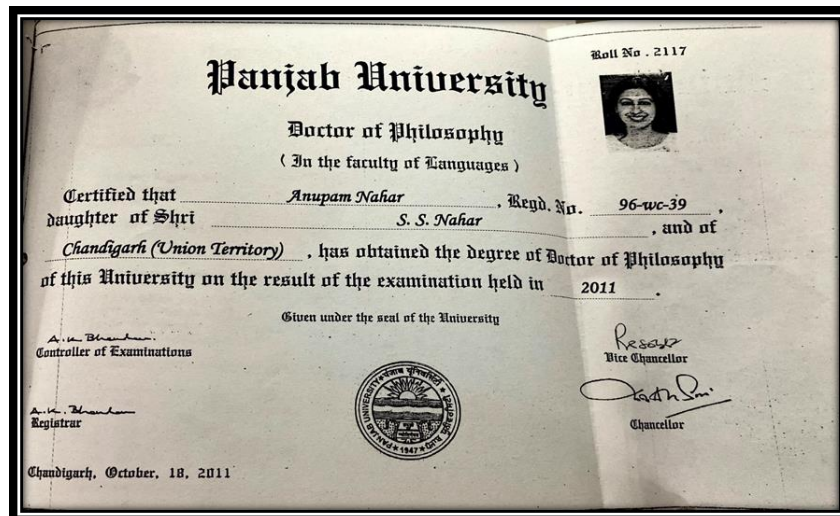 Roll No . 2117
Panjab University
Doctor of Philosophy
( In the faculty of Languages )
Certified that Anupam Nahar , Regd. No. 96-wc-39 ,
daughter of Shri S. S. Nahar , and of
Chandigarh (Union Territory) , has obtained the degree of Doctor of Philosophy
of this University on the result of the examination held in 2011 .
Given under the seal of the University
Controller of Examinations
Vice Chancellor
PANJAB UNIVERSITY
1947
Registrar
Chancellor
Chandigarh, October, 18, 2011